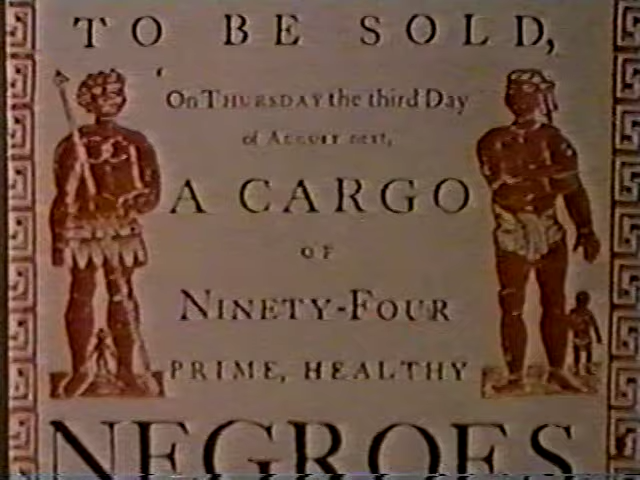 TO BE SOLD,
On THURSDAY the third Day
of AUGUST next,
A CARGO
OF
NINETY-FOUR
PRIME, HEALTHY
NEGROES